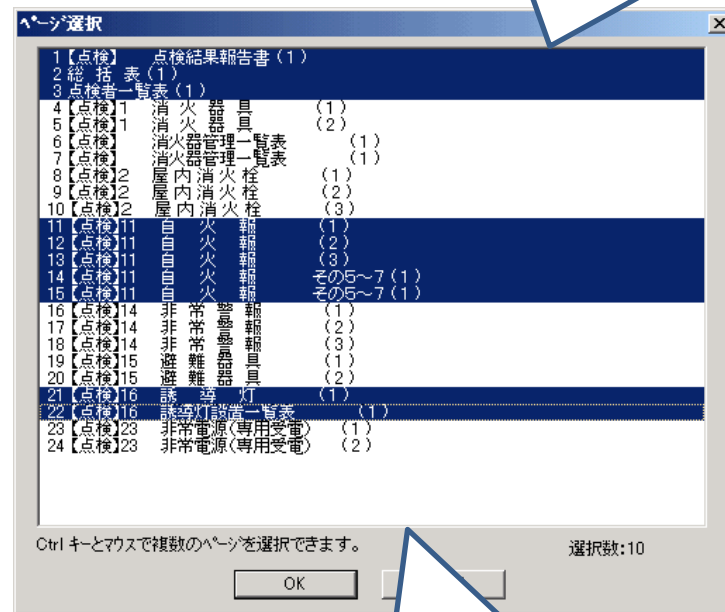 ページ選択
1【点検】 点検結果報告書(1)
2 総 括 表(1)
3 点検者一覧表(1)
4【点検】1 消 火 器 具 (1)
5【点検】1 消 火 器 具 (2)
6【点検】 消火器管理一覧表 (1)
7【点検】 消火器管理一覧表 (1)
8【点検】2 屋 内 消 火 栓 (1)
9【点検】2 屋 内 消 火 栓 (2)
10【点検】2 屋 内 消 火 栓 (3)
11【点検】11 自 火 報 (1)
12【点検】11 自 火 報 (2)
13【点検】11 自 火 報 (3)
14【点検】11 自 火 報 その5～7(1)
15【点検】11 自 火 報 その5～7(1)
16【点検】14 非 常 警 報 (1)
17【点検】14 非 常 警 報 (2)
18【点検】14 非 常 警 報 (3)
19【点検】15 避 難 器 具 (1)
20【点検】15 避 難 器 具 (2)
21【点検】16 誘 導 灯 (1)
22【点検】16 誘導灯設置一覧表 (1)
23【点検】23 非常電源(専用受電) (1)
24【点検】23 非常電源(専用受電) (2)
Ctrl キーとマウスで複数のページを選択できます。
選択数:10
OK